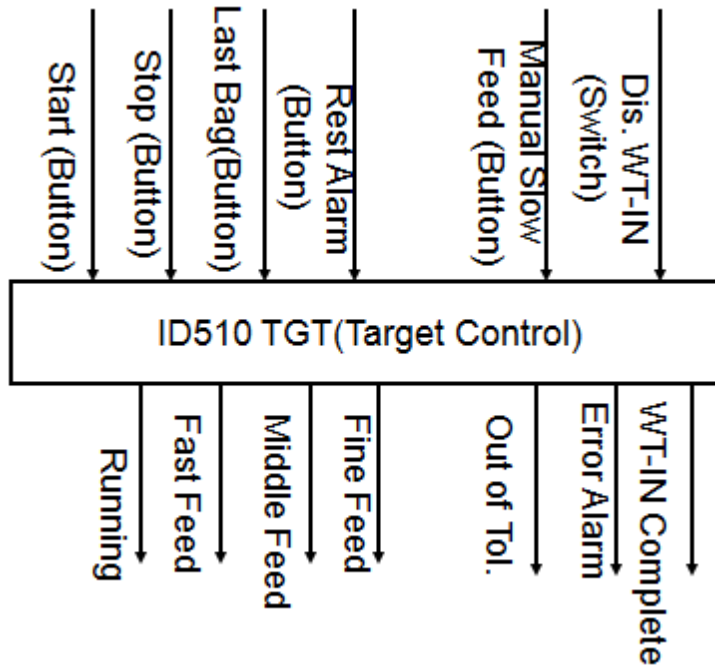 Start (Button)
Stop (Button)
Last Bag(Button)
Rest Alarm
(Button)
Manual Slow
Feed (Button)
Dis. WT-IN
(Switch)
ID510 TGT(Target Control)
Running
Fast Feed
Middle Feed
Fine Feed
Out of Tol.
Error Alarm
WT-IN Complete